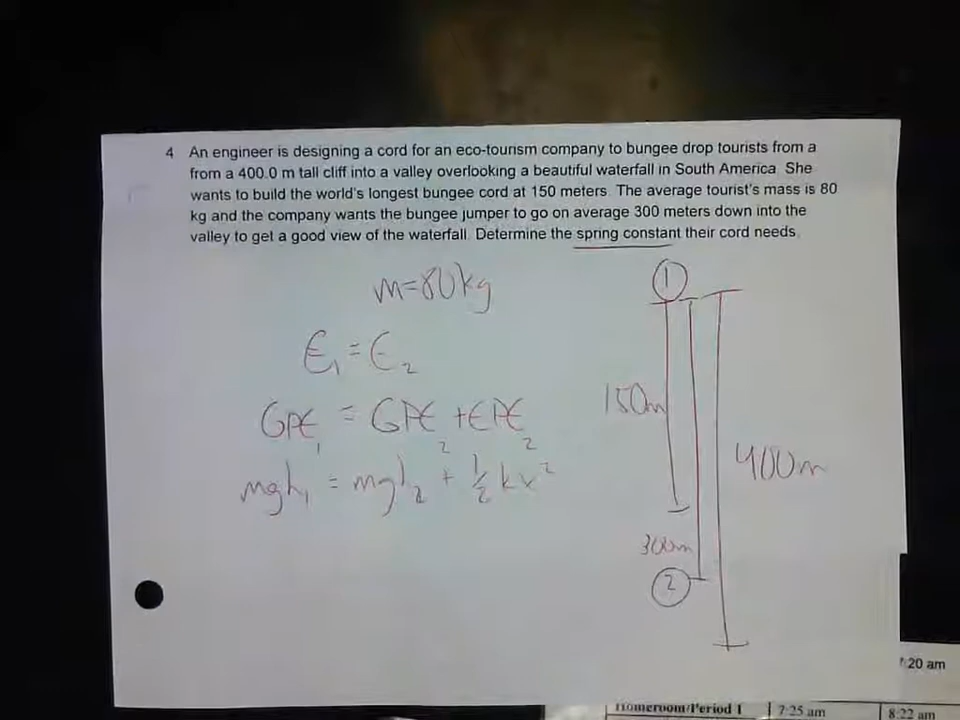 4 An engineer is designing a cord for an eco-tourism company to bungee drop tourists from a
from a 400.0 m tall cliff into a valley overlooking a beautiful waterfall in South America. She
wants to build the world's longest bungee cord at 150 meters. The average tourist's mass is 80
kg and the company wants the bungee jumper to go on average 300 meters down into the
valley to get a good view of the waterfall. Determine the spring constant their cord needs.
m=80kg
E₁ = E₂
GPE₁ = GPE₂ + EPE₂
mgh₁ = mgh₂ + ½ kx²
1
150m
400m
300m
2
20 am
Homeroom/Period 1 7:25 am 8:22 am